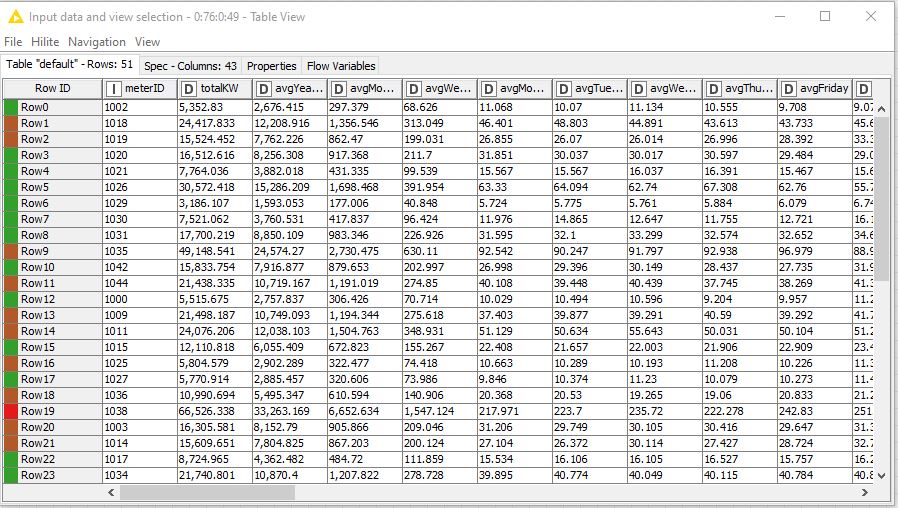 Input data and view selection - 0:76:0:49 - Table View
File Hilite Navigation View
Table "default" - Rows: 51 Spec - Columns: 43 Properties Flow Variables
Row ID I meterID D totalKW D avgYea... D avgMo... D avgWe... D avgMo... D avgTue... D avgWe... D avgThu... D avgFriday D
Row0 1002 5,352.83 2,676.415 297.379 68.626 11.068 10.07 11.134 10.555 9.708 9.07
Row1 1018 24,417.833 12,208.916 1,356.546 313.049 46.401 48.803 44.891 43.613 43.733 45.6
Row2 1019 15,524.452 7,762.226 862.47 199.031 26.855 26.07 26.014 26.996 28.392 33.3
Row3 1020 16,512.616 8,256.308 917.368 211.7 31.851 30.037 30.017 30.597 29.484 29.0
Row4 1021 7,764.036 3,882.018 431.335 99.539 15.567 15.567 16.037 16.391 15.467 15.6
Row5 1026 30,572.418 15,286.209 1,698.468 391.954 63.33 64.094 62.74 67.308 62.76 55.7
Row6 1029 3,186.107 1,593.053 177.006 40.848 5.724 5.775 5.761 5.884 6.079 6.74
Row7 1030 7,521.062 3,760.531 417.837 96.424 11.976 14.865 12.647 11.755 12.721 16.1
Row8 1031 17,700.219 8,850.109 983.346 226.926 31.595 32.1 33.299 32.574 32.652 34.6
Row9 1035 49,148.541 24,574.27 2,730.475 630.11 92.542 90.247 91.797 92.938 96.979 88.9
Row10 1042 15,833.754 7,916.877 879.653 202.997 26.998 29.396 30.149 28.437 27.735 31.9
Row11 1044 21,438.335 10,719.167 1,191.019 274.85 40.108 39.448 40.439 37.745 38.269 41.3
Row12 1000 5,515.675 2,757.837 306.426 70.714 10.029 10.494 10.596 9.204 9.957 11.2
Row13 1009 21,498.187 10,749.093 1,194.344 275.618 37.403 39.877 39.291 40.59 39.292 41.7
Row14 1011 24,076.206 12,038.103 1,504.763 348.931 51.129 50.634 55.643 50.031 50.104 51.2
Row15 1015 12,110.818 6,055.409 672.823 155.267 22.408 21.657 22.003 21.906 22.909 23.4
Row16 1025 5,804.579 2,902.289 322.477 74.418 10.663 10.289 10.193 11.208 10.226 11.3
Row17 1027 5,770.914 2,885.457 320.606 73.986 9.846 10.374 11.23 10.079 10.273 11.4
Row18 1036 10,990.694 5,495.347 610.594 140.906 20.368 20.53 19.265 19.06 20.833 21.2
Row19 1038 66,526.338 33,263.169 6,652.634 1,547.124 217.971 223.7 235.72 222.278 242.83 251
Row20 1003 16,305.581 8,152.79 905.866 209.046 31.206 29.749 30.105 30.416 29.647 31.3
Row21 1014 15,609.651 7,804.825 867.203 200.124 27.104 26.372 30.114 27.427 28.724 32.7
Row22 1017 8,724.965 4,362.482 484.72 111.859 15.534 16.106 16.105 16.527 15.757 16.2
Row23 1034 21,740.801 10,870.4 1,207.822 278.728 39.895 40.774 40.049 40.115 40.784 40.8